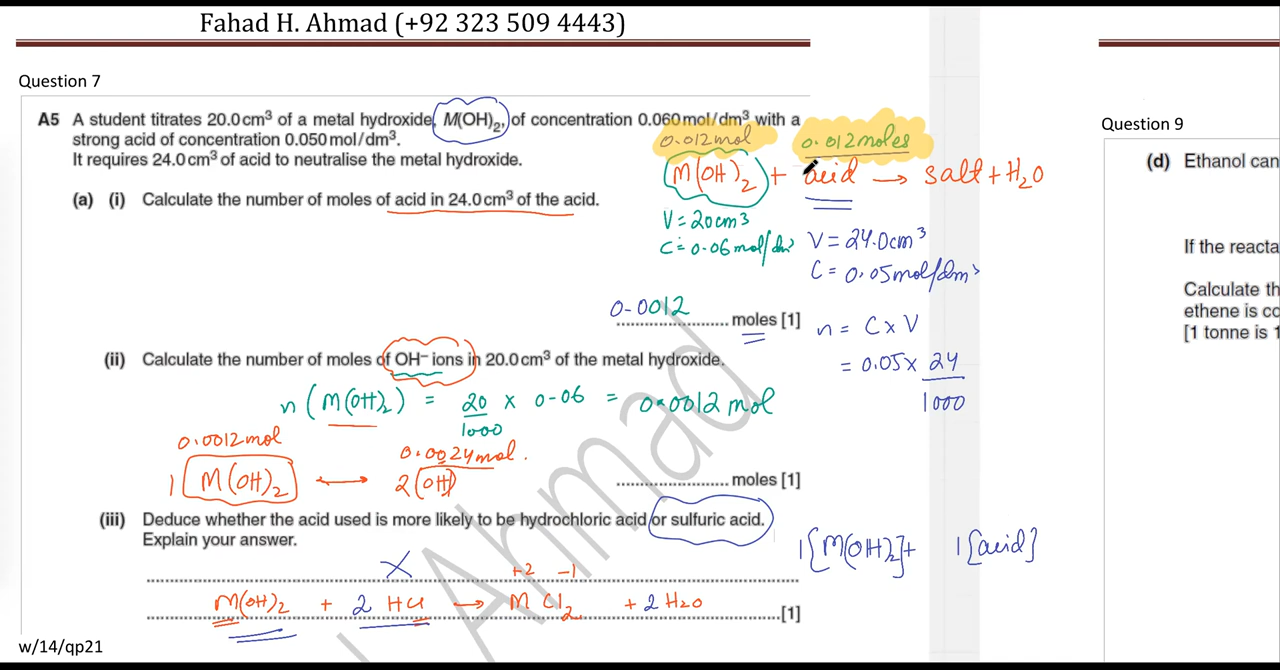 Fahad H. Ahmad (+92 323 509 4443)
Question 7
A5 A student titrates 20.0 cm³ of a metal hydroxide, M(OH)₂, of concentration 0.060 mol/dm³ with a
strong acid of concentration 0.050 mol/dm³.
It requires 24.0 cm³ of acid to neutralise the metal hydroxide.
0.012 mol 0.012 moles
M(OH)₂ + acid → salt + H₂O
(a) (i) Calculate the number of moles of acid in 24.0 cm³ of the acid.
V = 20 cm³
C = 0.06 mol/dm³
V = 24.0 cm³
C = 0.05 mol/dm³
0.0012
moles [1]
n = C × V
= 0.05 × 24
1000
(ii) Calculate the number of moles of OH⁻ ions in 20.0 cm³ of the metal hydroxide.
n (M(OH)₂) = 20 × 0.06 = 0.0012 mol
1000
0.0012 mol 0.0024 mol.
1 M(OH)₂ ⟷ 2 (OH)
moles [1]
(iii) Deduce whether the acid used is more likely to be hydrochloric acid or sulfuric acid.
Explain your answer.
1[M(OH)₂] + 1[acid]
X +2 −1
M(OH)₂ + 2 HCl → M Cl₂ + 2 H₂O
[1]
w/14/qp21
Ahmad
Question 9
(d) Ethanol can
If the reacta
Calculate th
ethene is co
[1 tonne is 1